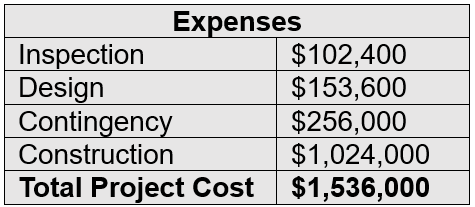 Expenses
Inspection $102,400
Design $153,600
Contingency $256,000
Construction $1,024,000
Total Project Cost $1,536,000